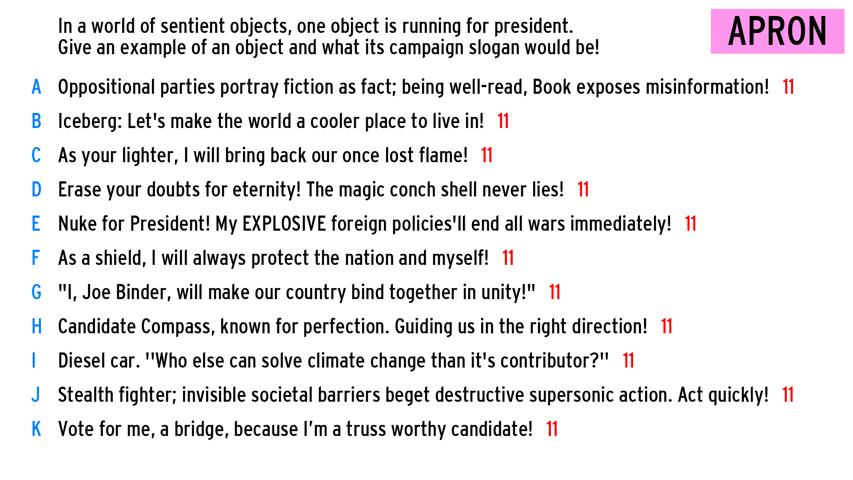 In a world of sentient objects, one object is running for president.
Give an example of an object and what its campaign slogan would be!
APRON
A Oppositional parties portray fiction as fact; being well-read, Book exposes misinformation! 11
B Iceberg: Let's make the world a cooler place to live in! 11
C As your lighter, I will bring back our once lost flame! 11
D Erase your doubts for eternity! The magic conch shell never lies! 11
E Nuke for President! My EXPLOSIVE foreign policies'll end all wars immediately! 11
F As a shield, I will always protect the nation and myself! 11
G "I, Joe Binder, will make our country bind together in unity!" 11
H Candidate Compass, known for perfection. Guiding us in the right direction! 11
I Diesel car. ''Who else can solve climate change than it's contributor?'' 11
J Stealth fighter; invisible societal barriers beget destructive supersonic action. Act quickly! 11
K Vote for me, a bridge, because I’m a truss worthy candidate! 11